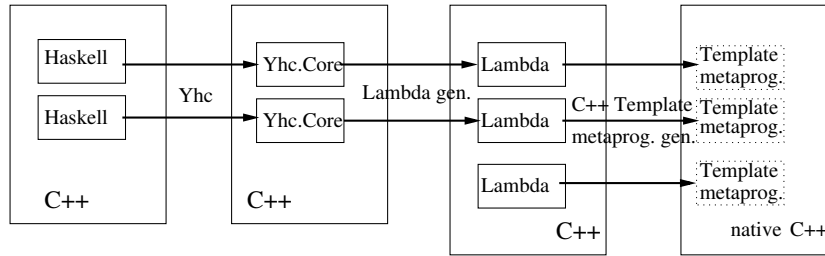 Haskell
Haskell
C++
Yhc
Yhc.Core
Yhc.Core
C++
Lambda gen.
Lambda
Lambda
Lambda
C++
C++ Template
metaprog. gen.
Template
metaprog.
Template
metaprog.
Template
metaprog.
native C++